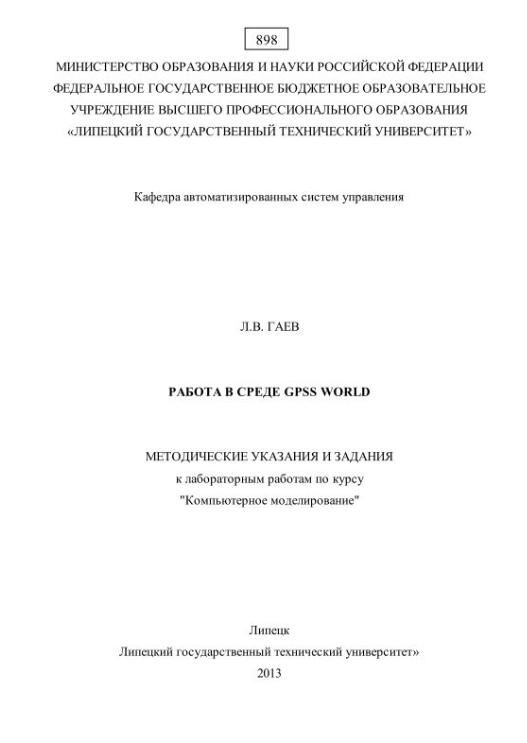 898
МИНИСТЕРСТВО ОБРАЗОВАНИЯ И НАУКИ РОССИЙСКОЙ ФЕДЕРАЦИИ
ФЕДЕРАЛЬНОЕ ГОСУДАРСТВЕННОЕ БЮДЖЕТНОЕ ОБРАЗОВАТЕЛЬНОЕ
УЧРЕЖДЕНИЕ ВЫСШЕГО ПРОФЕССИОНАЛЬНОГО ОБРАЗОВАНИЯ
«ЛИПЕЦКИЙ ГОСУДАРСТВЕННЫЙ ТЕХНИЧЕСКИЙ УНИВЕРСИТЕТ»
Кафедра автоматизированных систем управления
Л.В. ГАЕВ
РАБОТА В СРЕДЕ GPSS WORLD
МЕТОДИЧЕСКИЕ УКАЗАНИЯ И ЗАДАНИЯ
к лабораторным работам по курсу
"Компьютерное моделирование"
Липецк
Липецкий государственный технический университет»
2013